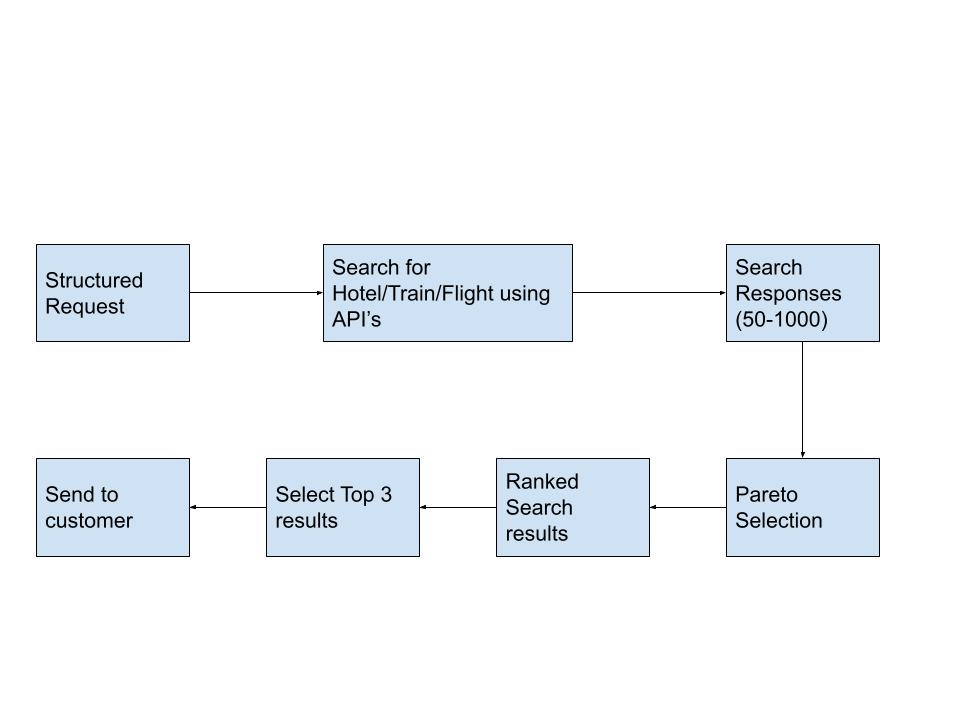 Structured
Request
Search for
Hotel/Train/Flight using
API’s
Search
Responses
(50-1000)
Send to
customer
Select Top 3
results
Ranked
Search
results
Pareto
Selection